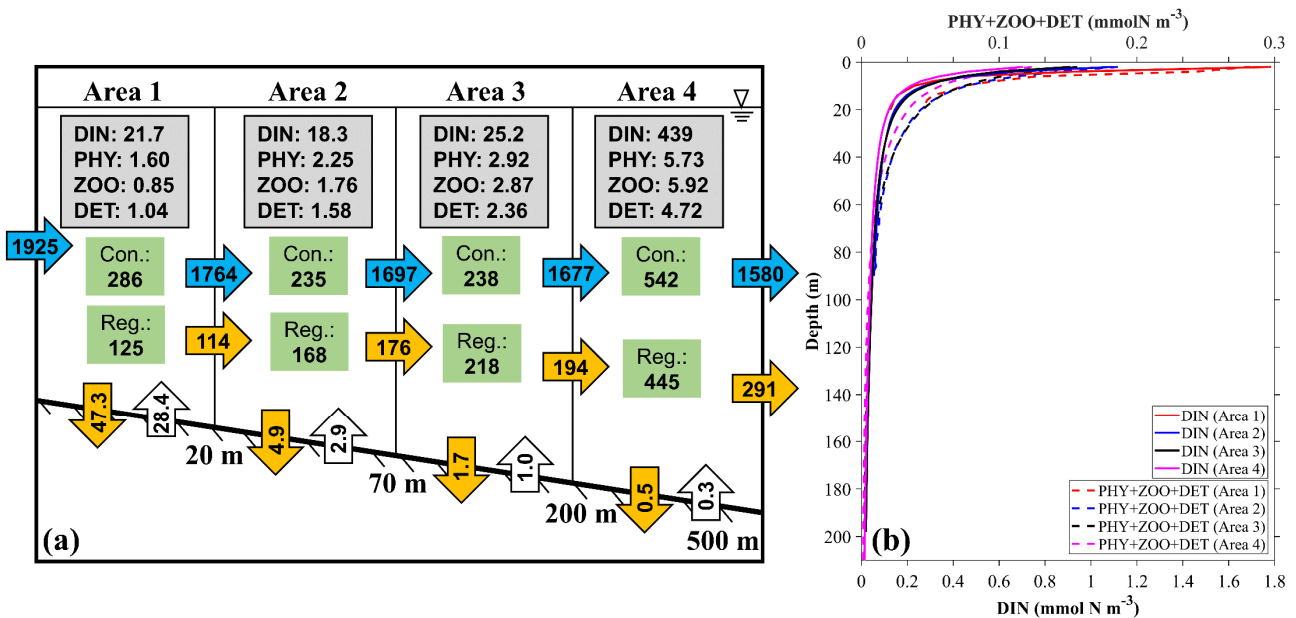 Area 1
Area 2
Area 3
Area 4
DIN: 21.7
PHY: 1.60
ZOO: 0.85
DET: 1.04
DIN: 18.3
PHY: 2.25
ZOO: 1.76
DET: 1.58
DIN: 25.2
PHY: 2.92
ZOO: 2.87
DET: 2.36
DIN: 439
PHY: 5.73
ZOO: 5.92
DET: 4.72
1925
Con.:
286
1764
Con.:
235
1697
Con.:
238
1677
Con.:
542
1580
Reg.:
125
114
Reg.:
168
176
Reg.:
218
194
Reg.:
445
291
47.3
28.4
20 m
4.9
2.9
70 m
1.7
1.0
200 m
0.5
0.3
500 m
(a)
PHY+ZOO+DET (mmolN m-3)
0
0.1
0.2
0.3
0
20
40
60
80
100
120
140
160
180
200
Depth (m)
DIN (Area 1)
DIN (Area 2)
DIN (Area 3)
DIN (Area 4)
PHY+ZOO+DET (Area 1)
PHY+ZOO+DET (Area 2)
PHY+ZOO+DET (Area 3)
PHY+ZOO+DET (Area 4)
(b)
0
0.2
0.4
0.6
0.8
1
1.2
1.4
1.6
1.8
DIN (mmol N m-3)